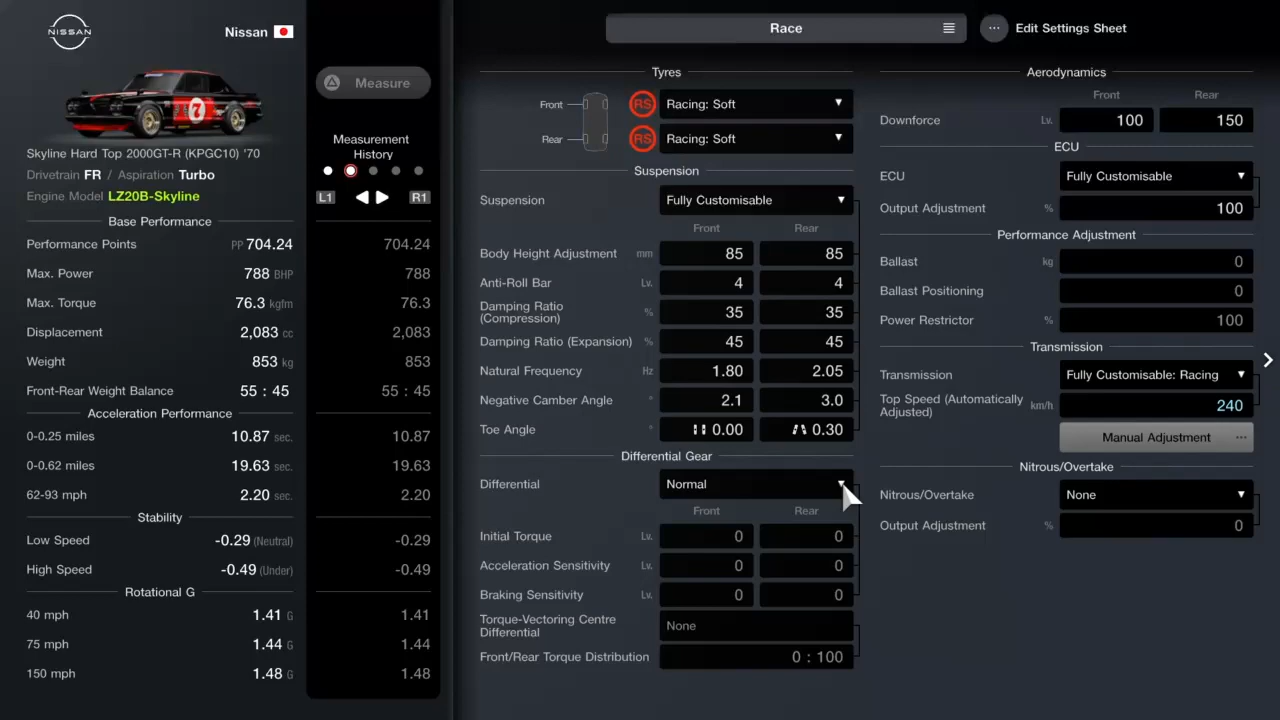 NISSAN
Nissan
7
Skyline Hard Top 2000GT-R (KPGC10) '70
Drivetrain FR / Aspiration Turbo
Engine Model LZ20B-Skyline
Base Performance
Performance Points PP 704.24
Max. Power 788 BHP
Max. Torque 76.3 kgfm
Displacement 2,083 cc
Weight 853 kg
Front-Rear Weight Balance 55 : 45
Acceleration Performance
0-0.25 miles 10.87 sec.
0-0.62 miles 19.63 sec.
62-93 mph 2.20 sec.
Stability
Low Speed -0.29 (Neutral)
High Speed -0.49 (Under)
Rotational G
40 mph 1.41 G
75 mph 1.44 G
150 mph 1.48 G
Measure
Measurement
History
L1 R1
704.24
788
76.3
2,083
853
55 : 45
10.87
19.63
2.20
-0.29
-0.49
1.41
1.44
1.48
Race
Edit Settings Sheet
Tyres
Front RS Racing: Soft
Rear RS Racing: Soft
Suspension
Suspension Fully Customisable
Front Rear
Body Height Adjustment mm 85 85
Anti-Roll Bar Lv. 4 4
Damping Ratio
(Compression) % 35 35
Damping Ratio (Expansion) % 45 45
Natural Frequency Hz 1.80 2.05
Negative Camber Angle ° 2.1 3.0
Toe Angle ° 0.00 0.30
Differential Gear
Differential Normal
Front Rear
Initial Torque Lv. 0 0
Acceleration Sensitivity Lv. 0 0
Braking Sensitivity Lv. 0 0
Torque-Vectoring Centre
Differential None
Front/Rear Torque Distribution 0 : 100
Aerodynamics
Front Rear
Downforce Lv. 100 150
ECU
ECU Fully Customisable
Output Adjustment % 100
Performance Adjustment
Ballast kg 0
Ballast Positioning 0
Power Restrictor % 100
Transmission
Transmission Fully Customisable: Racing
Top Speed (Automatically
Adjusted) km/h 240
Manual Adjustment
Nitrous/Overtake
Nitrous/Overtake None
Output Adjustment % 0